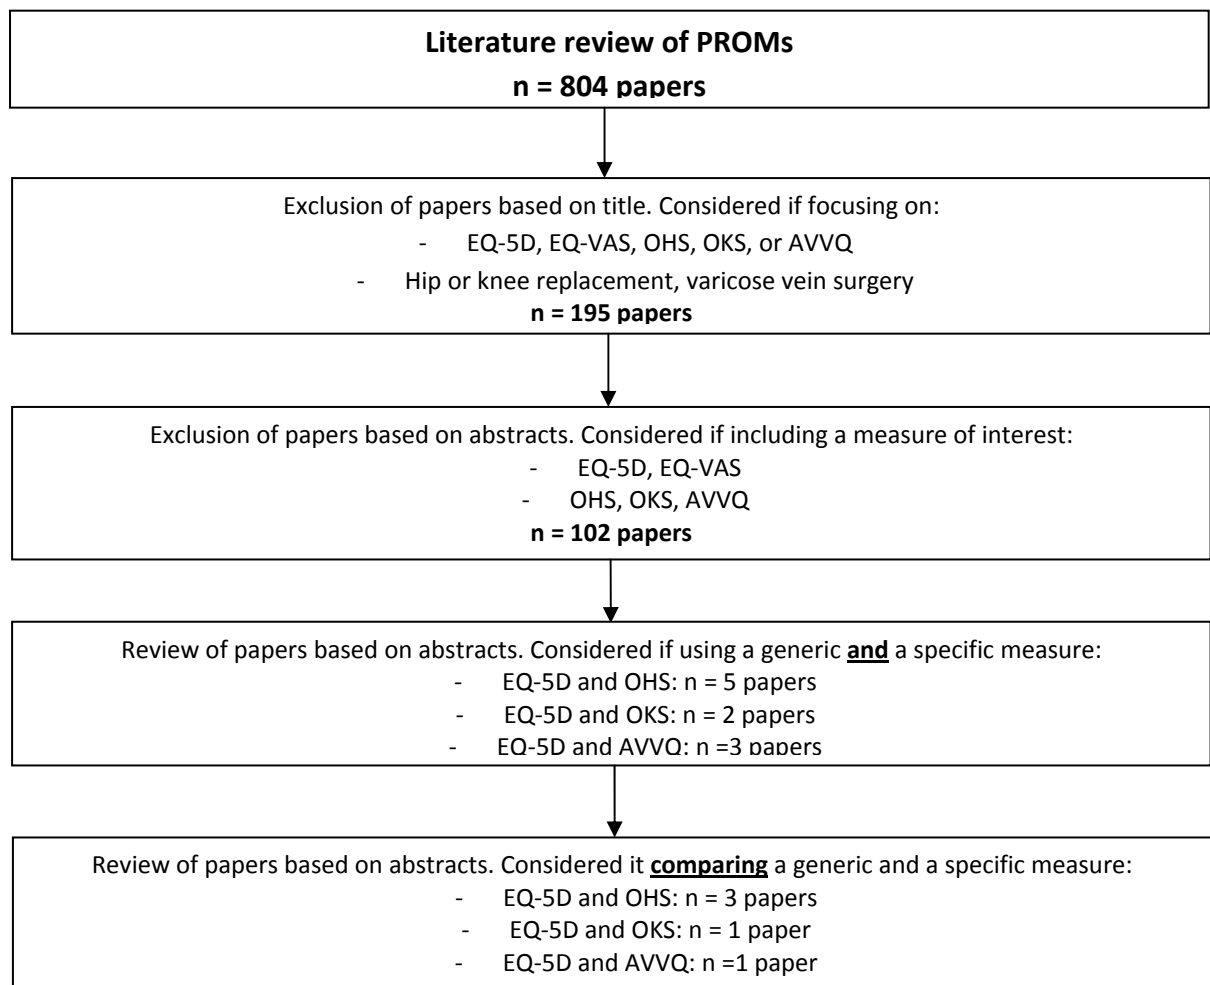 Literature review of PROMs
n = 804 papers
Exclusion of papers based on title. Considered if focusing on:
- EQ-5D, EQ-VAS, OHS, OKS, or AVVQ
- Hip or knee replacement, varicose vein surgery
n = 195 papers
Exclusion of papers based on abstracts. Considered if including a measure of interest:
- EQ-5D, EQ-VAS
- OHS, OKS, AVVQ
n = 102 papers
Review of papers based on abstracts. Considered if using a generic and a specific measure:
- EQ-5D and OHS: n = 5 papers
- EQ-5D and OKS: n = 2 papers
- EQ-5D and AVVQ: n =3 papers
Review of papers based on abstracts. Considered it comparing a generic and a specific measure:
- EQ-5D and OHS: n = 3 papers
- EQ-5D and OKS: n = 1 paper
- EQ-5D and AVVQ: n =1 paper